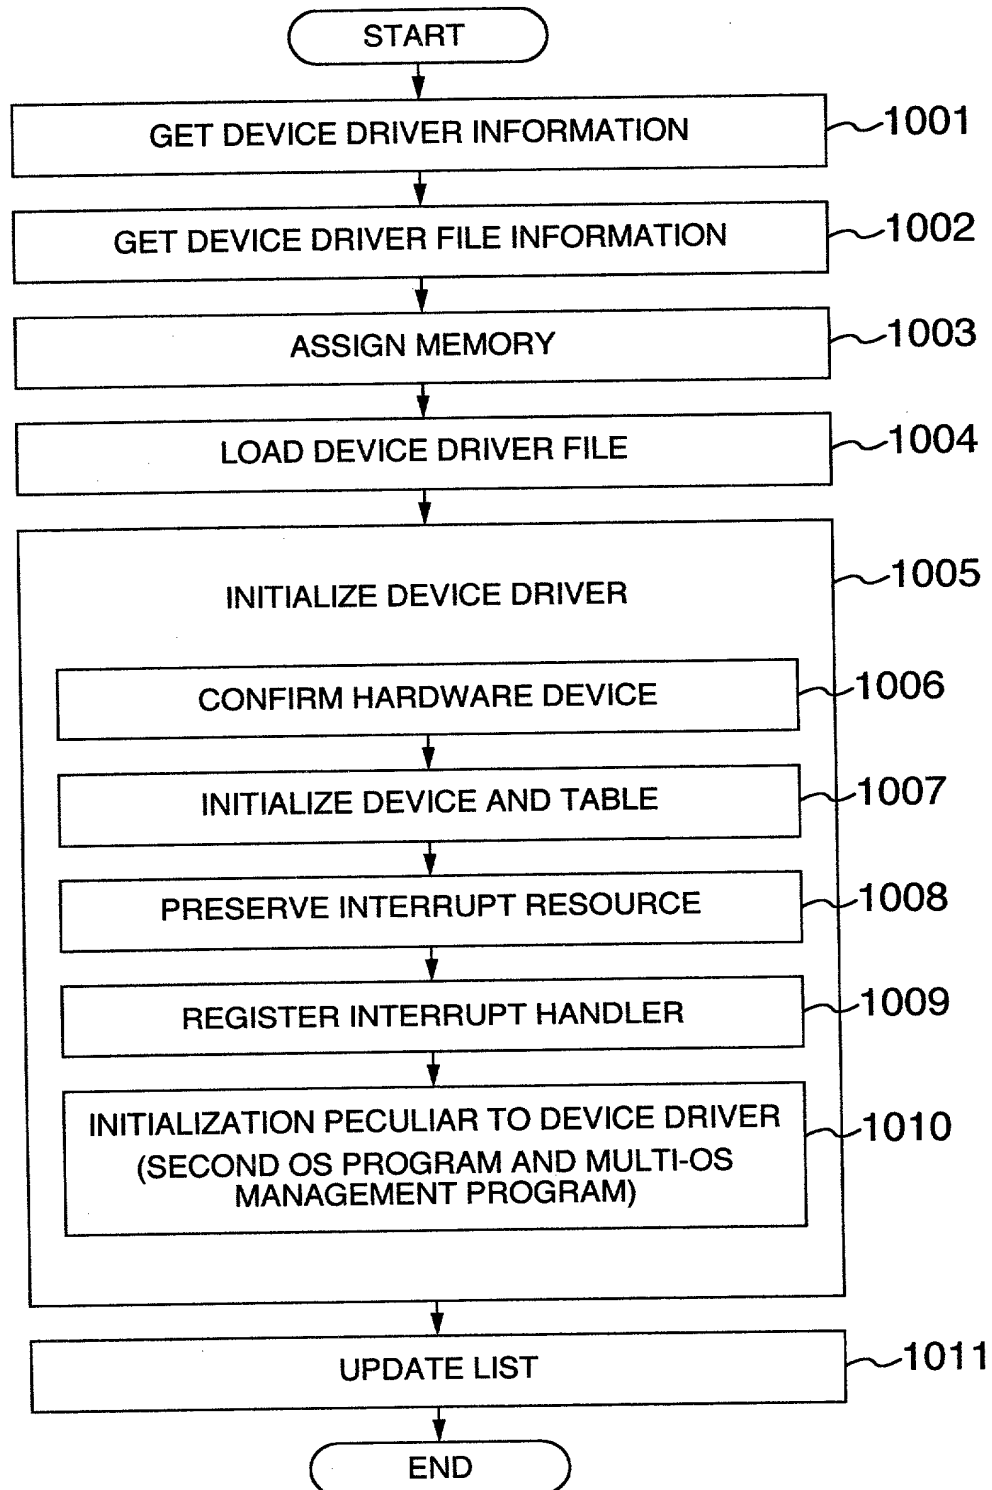 START
GET DEVICE DRIVER INFORMATION
1001
GET DEVICE DRIVER FILE INFORMATION
1002
ASSIGN MEMORY
1003
LOAD DEVICE DRIVER FILE
1004
INITIALIZE DEVICE DRIVER
1005
CONFIRM HARDWARE DEVICE
1006
INITIALIZE DEVICE AND TABLE
1007
PRESERVE INTERRUPT RESOURCE
1008
REGISTER INTERRUPT HANDLER
1009
INITIALIZATION PECULIAR TO DEVICE DRIVER
(SECOND OS PROGRAM AND MULTI-OS
MANAGEMENT PROGRAM)
1010
UPDATE LIST
1011
END